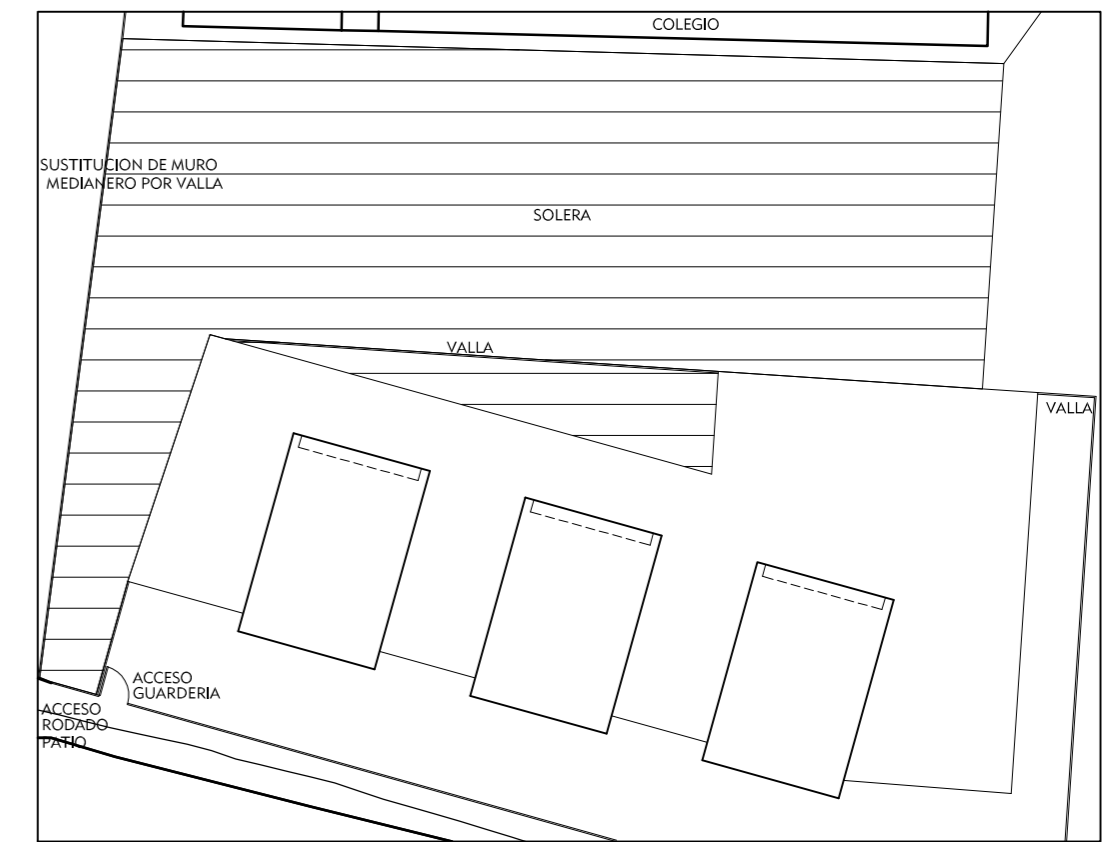 COLEGIO
SUSTITUCION DE MURO
MEDIANERO POR VALLA
SOLERA
VALLA
VALLA
ACCESO
GUARDERIA
ACCESO
RODADO
PATIO